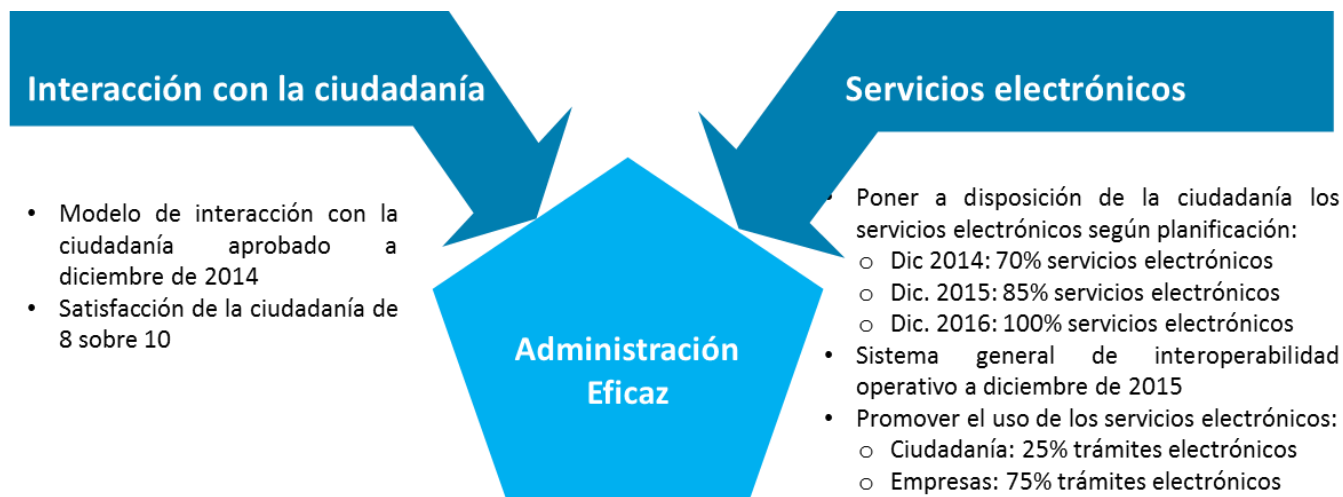 Interacción con la ciudadanía
• Modelo de interacción con la
ciudadanía aprobado a
diciembre de 2014
• Satisfacción de la ciudadanía de
8 sobre 10
Administración
Eficaz
Servicios electrónicos
• Poner a disposición de la ciudadanía los
servicios electrónicos según planificación:
o Dic 2014: 70% servicios electrónicos
o Dic. 2015: 85% servicios electrónicos
o Dic. 2016: 100% servicios electrónicos
• Sistema general de interoperabilidad
operativo a diciembre de 2015
• Promover el uso de los servicios electrónicos:
o Ciudadanía: 25% trámites electrónicos
o Empresas: 75% trámites electrónicos